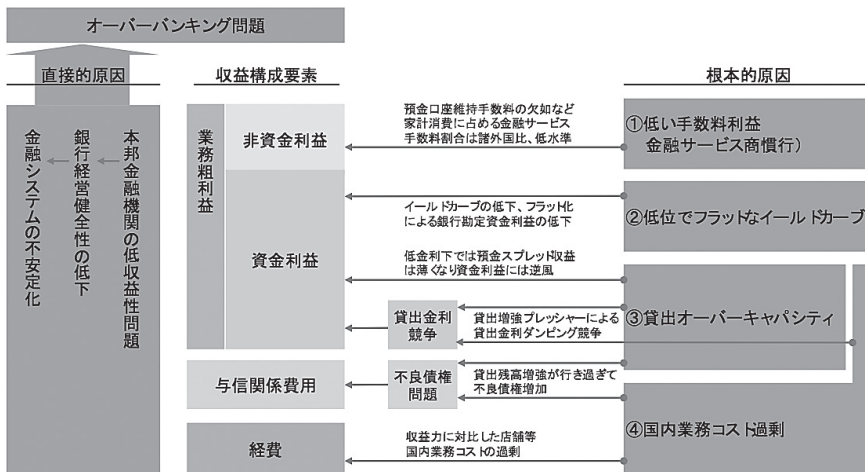 オーバーバンキング問題
直接的原因
収益構成要素
根本的原因
本邦金融機関の低収益性問題
銀行経営健全性の低下
金融システムの不安定化
業務粗利益
非資金利益
資金利益
与信関係費用
経費
預金口座維持手数料の欠如など
家計消費に占める金融サービス
手数料割合は諸外国比、低水準
イールドカーブの低下、フラット化
による銀行勘定資金利益の低下
低金利下では預金スプレッド収益
は薄くなり資金利益には逆風
貸出金利
競争
貸出増強プレッシャーによる
貸出金利ダンピング競争
不良債権
問題
貸出残高増強が行き過ぎて
不良債権増加
収益力に対比した店舗等
国内業務コストの過剰
①低い手数料利益
金融サービス商慣行)
②低位でフラットなイールドカーブ
③貸出オーバーキャパシティ
④国内業務コスト過剰